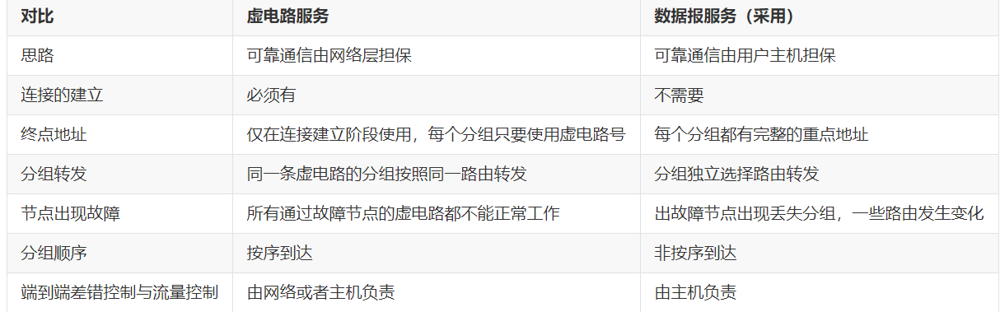 对比 虚电路服务 数据报服务（采用）
思路 可靠通信由网络层担保 可靠通信由用户主机担保
连接的建立 必须有 不需要
终点地址 仅在连接建立阶段使用，每个分组只要使用虚电路号 每个分组都有完整的重点地址
分组转发 同一条虚电路的分组按照同一路由转发 分组独立选择路由转发
节点出现故障 所有通过故障节点的虚电路都不能正常工作 出故障节点出现丢失分组，一些路由发生变化
分组顺序 按序到达 非按序到达
端到端差错控制与流量控制 由网络或者主机负责 由主机负责